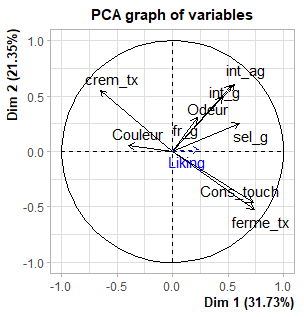 PCA graph of variables
Dim 2 (21.35%)
1.0
0.5
0.0
-0.5
-1.0
crem_tx
int_ag
int_g
Odeur
fr_g
sel_g
Couleur
Liking
Cons_touch
ferme_tx
-1.0 -0.5 0.0 0.5 1.0
Dim 1 (31.73%)